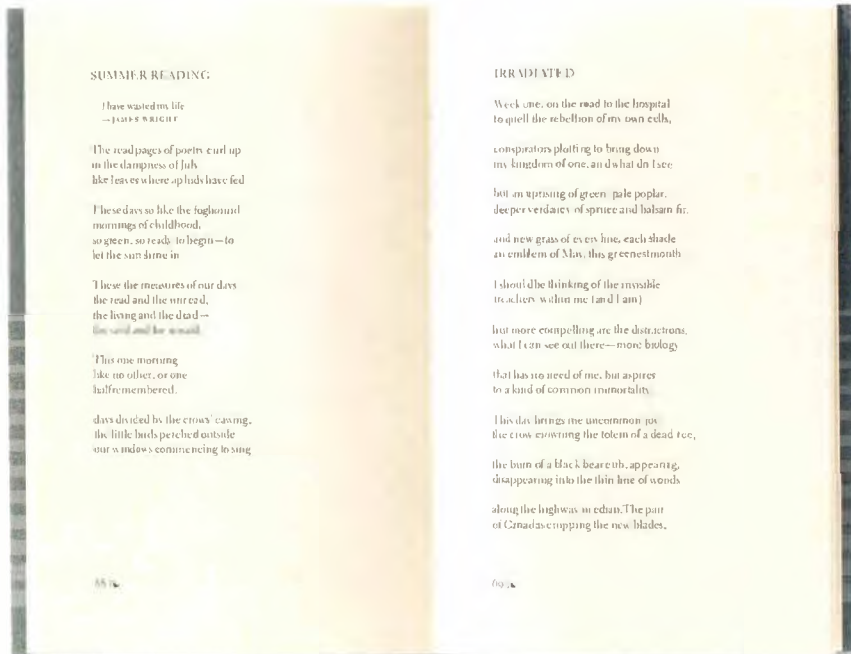 SUMMER READING
I have wasted my life
—JAMES WRIGHT
The read pages of poetry curl up
in the dampness of July
like leaves where aphids have fed
These days so like the fogbound
mornings of childhood,
so green, so ready to begin—to
let the sun shine in
These the measures of our days
the read and the unread,
the living and the dead—
This one morning
like no other, or one
half remembered,
days divided by the crows' cawing,
the little birds perched outside
our windows commencing to sing
IRRADIATED
Week one, on the road to the hospital
to quell the rebellion of my own cells,
conspirators plotting to bring down
my kingdom of one, and what do I see
but an uprising of green: pale poplar,
deeper verdancy of spruce and balsam fir,
and new grass of every hue, each shade
an emblem of May, this greenest month
I should be thinking of the invisible
treachery within me (and I am)
but more compelling are the distractions,
what I can see out there—more biology
that has no need of me, but aspires
to a kind of common immortality
This day brings me uncommon joy
the crow crowning the totem of a dead tree,
the burn of a black bear cub, appearing,
disappearing into the thin line of woods
along the highway median. The pair
of Canadas cropping the new blades,